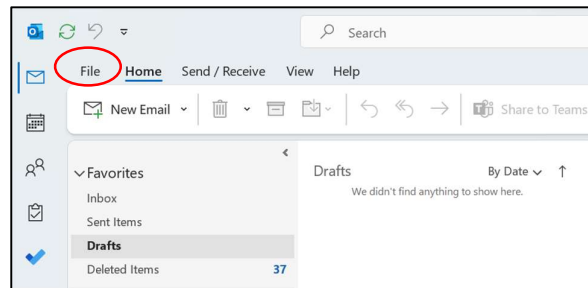 Search
File Home Send / Receive View Help
New Email Share to Teams
Favorites
Inbox
Sent Items
Drafts
Deleted Items 37
Drafts By Date
We didn't find anything to show here.